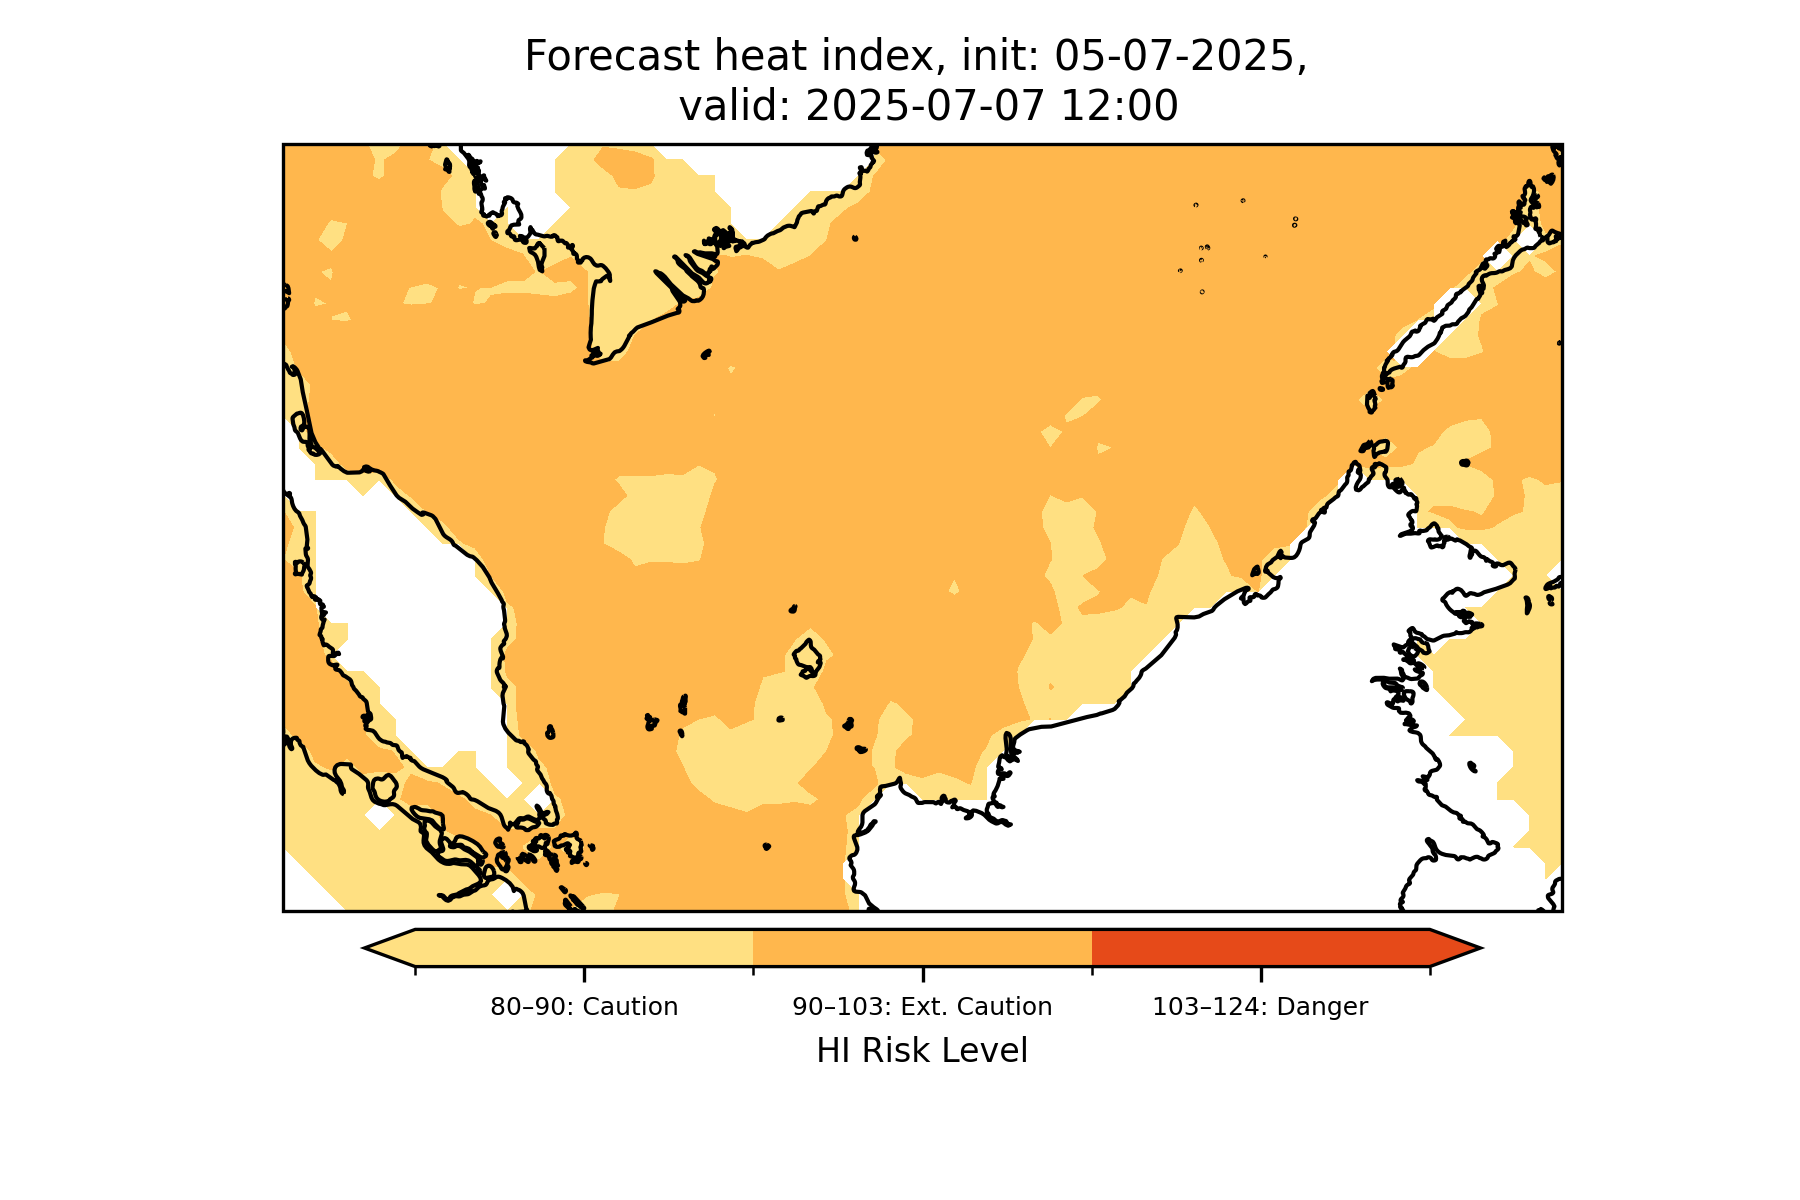 Forecast heat index, init: 05-07-2025,
valid: 2025-07-07 12:00
80–90: Caution
90–103: Ext. Caution
103–124: Danger
HI Risk Level